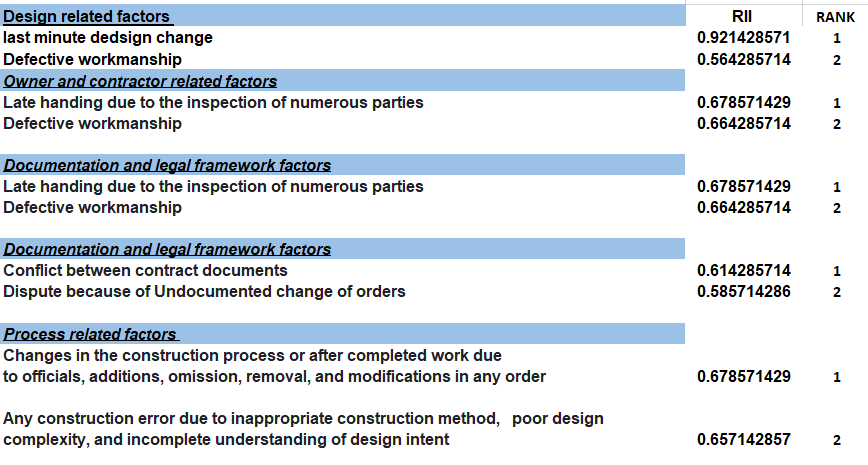 Design related factors RII RANK
last minute dedsign change 0.921428571 1
Defective workmanship 0.564285714 2
Owner and contractor related factors
Late handing due to the inspection of numerous parties 0.678571429 1
Defective workmanship 0.664285714 2
Documentation and legal framework factors
Late handing due to the inspection of numerous parties 0.678571429 1
Defective workmanship 0.664285714 2
Documentation and legal framework factors
Conflict between contract documents 0.614285714 1
Dispute because of Undocumented change of orders 0.585714286 2
Process related factors
Changes in the construction process or after completed work due
to officials, additions, omission, removal, and modifications in any order 0.678571429 1
Any construction error due to inappropriate construction method, poor design
complexity, and incomplete understanding of design intent 0.657142857 2